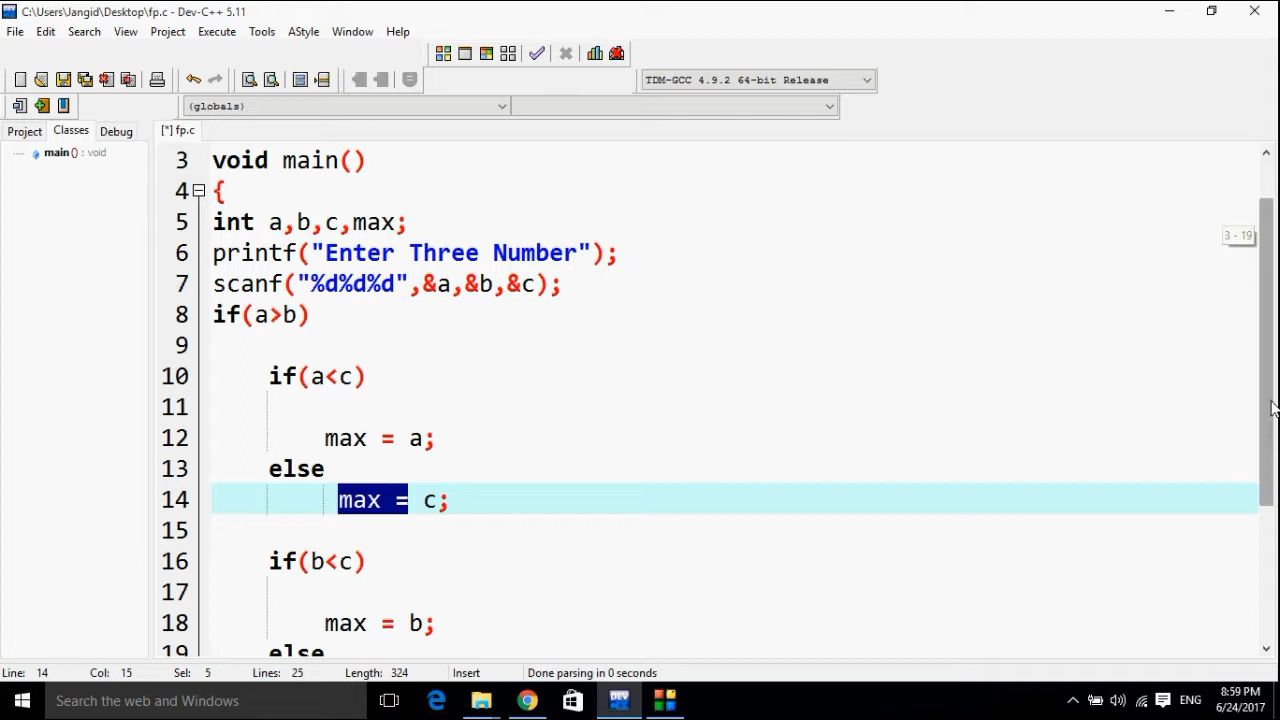 C:\Users\Jangid\Desktop\fp.c - Dev-C++ 5.11
File Edit Search View Project Execute Tools AStyle Window Help
TDM-GCC 4.9.2 64-bit Release
(globals)
Project Classes Debug
[*] fp.c
main () : void
3 void main()
4 {
5 int a,b,c,max;
6 printf("Enter Three Number");
7 scanf("%d%d%d",&a,&b,&c);
8 if(a>b)
9
10 if(a<c)
11
12 max = a;
13 else
14 max = c;
15
16 if(b<c)
17
18 max = b;
19 else
3 - 19
Line: 14 Col: 15 Sel: 5 Lines: 25 Length: 324 Insert Done parsing in 0 seconds
Search the web and Windows
DEV
ENG
8:59 PM
6/24/2017